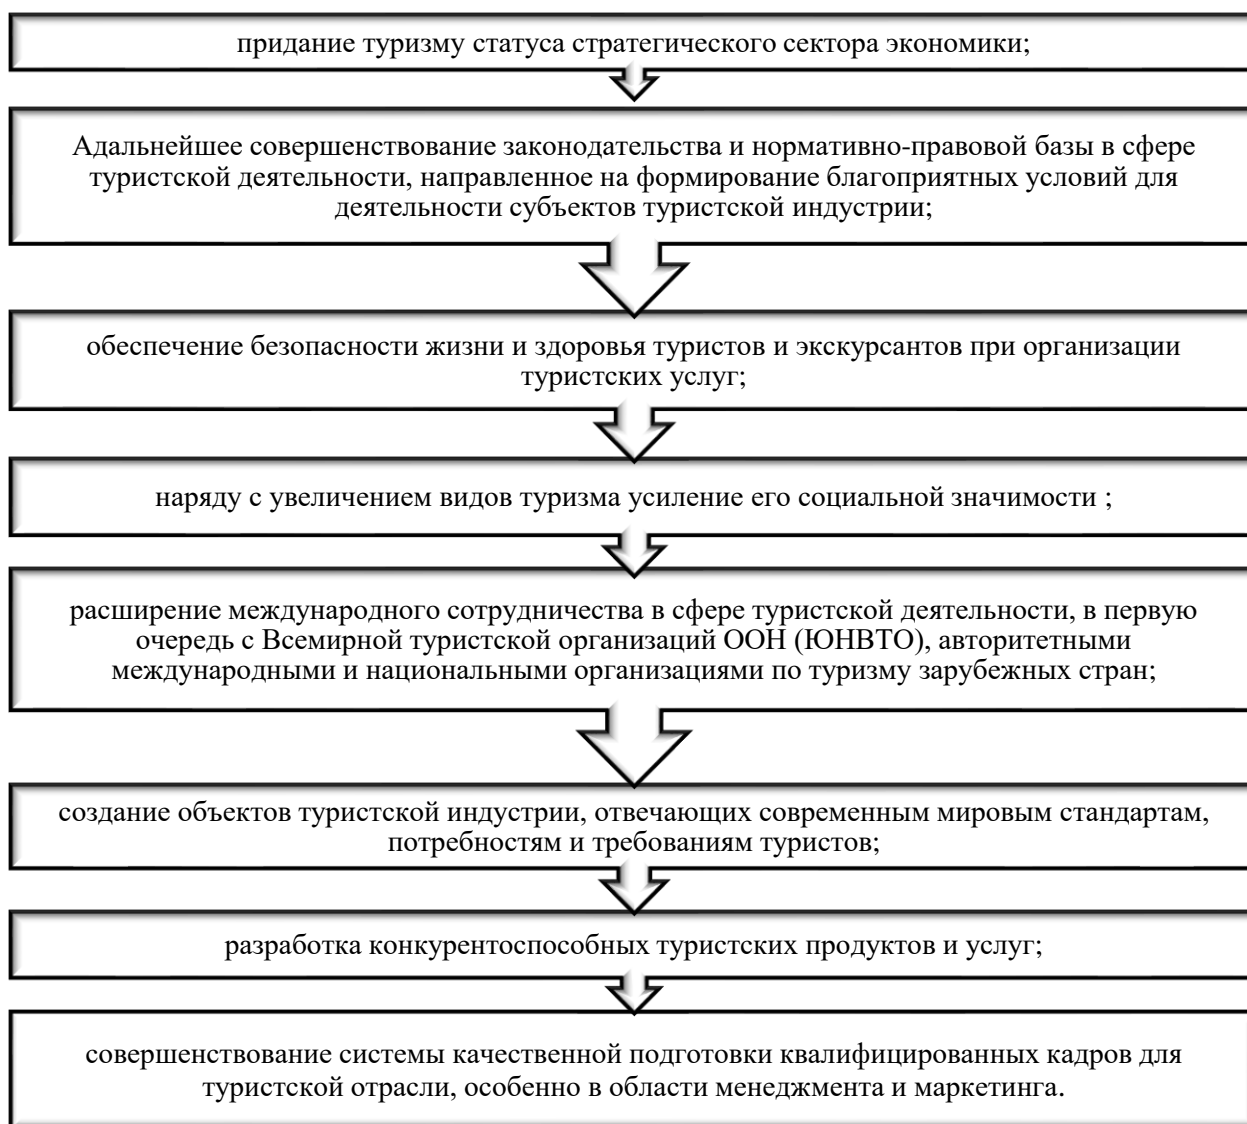 придание туризму статуса стратегического сектора экономики;
Адальнейшее совершенствование законодательства и нормативно-правовой базы в сфере
туристской деятельности, направленное на формирование благоприятных условий для
деятельности субъектов туристской индустрии;
обеспечение безопасности жизни и здоровья туристов и экскурсантов при организации
туристских услуг;
наряду с увеличением видов туризма усиление его социальной значимости ;
расширение международного сотрудничества в сфере туристской деятельности, в первую
очередь с Всемирной туристской организаций ООН (ЮНВТО), авторитетными
международными и национальными организациями по туризму зарубежных стран;
создание объектов туристской индустрии, отвечающих современным мировым стандартам,
потребностям и требованиям туристов;
разработка конкурентоспособных туристских продуктов и услуг;
совершенствование системы качественной подготовки квалифицированных кадров для
туристской отрасли, особенно в области менеджмента и маркетинга.